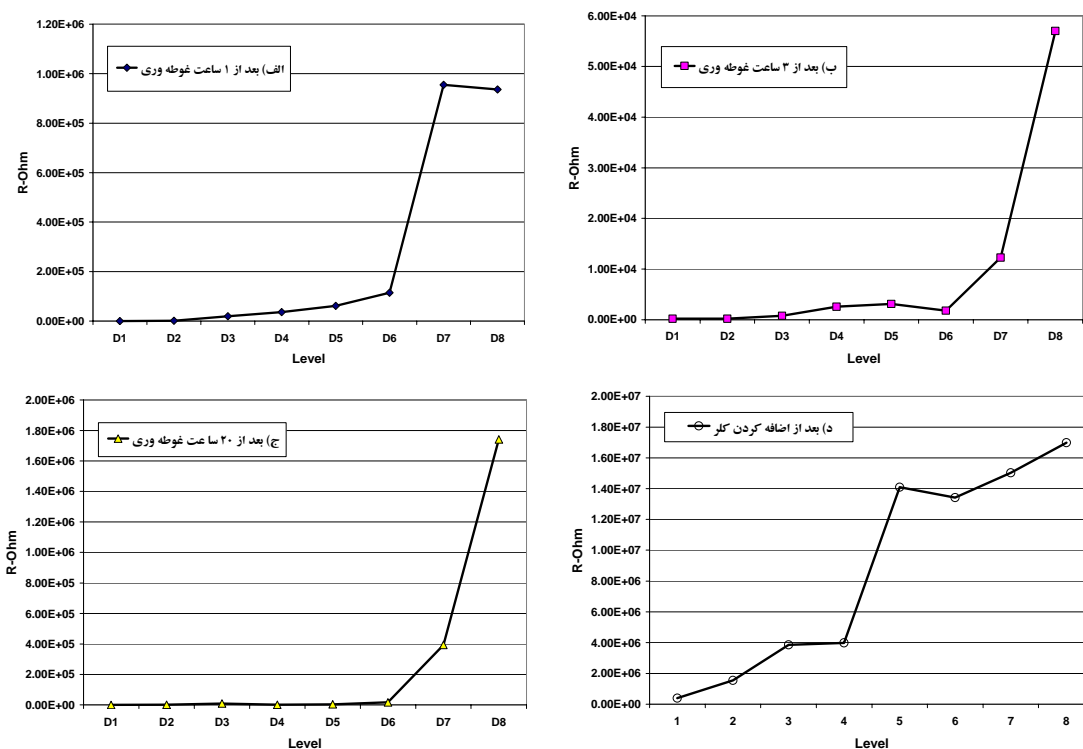 1.20E+06
1.00E+06
8.00E+05
6.00E+05
4.00E+05
2.00E+05
0.00E+00
R-Ohm
الف) بعد از ۱ ساعت غوطه وری
D1 D2 D3 D4 D5 D6 D7 D8
Level
6.00E+04
5.00E+04
4.00E+04
3.00E+04
2.00E+04
1.00E+04
0.00E+00
R-Ohm
ب) بعد از ۳ ساعت غوطه وری
D1 D2 D3 D4 D5 D6 D7 D8
Level
2.00E+06
1.80E+06
1.60E+06
1.40E+06
1.20E+06
1.00E+06
8.00E+05
6.00E+05
4.00E+05
2.00E+05
0.00E+00
R-Ohm
ج) بعد از ۲۰ ساعت غوطه وری
D1 D2 D3 D4 D5 D6 D7 D8
Level
2.00E+07
1.80E+07
1.60E+07
1.40E+07
1.20E+07
1.00E+07
8.00E+06
6.00E+06
4.00E+06
2.00E+06
0.00E+00
R-Ohm
د) بعد از اضافه کردن کلر
1 2 3 4 5 6 7 8
Level